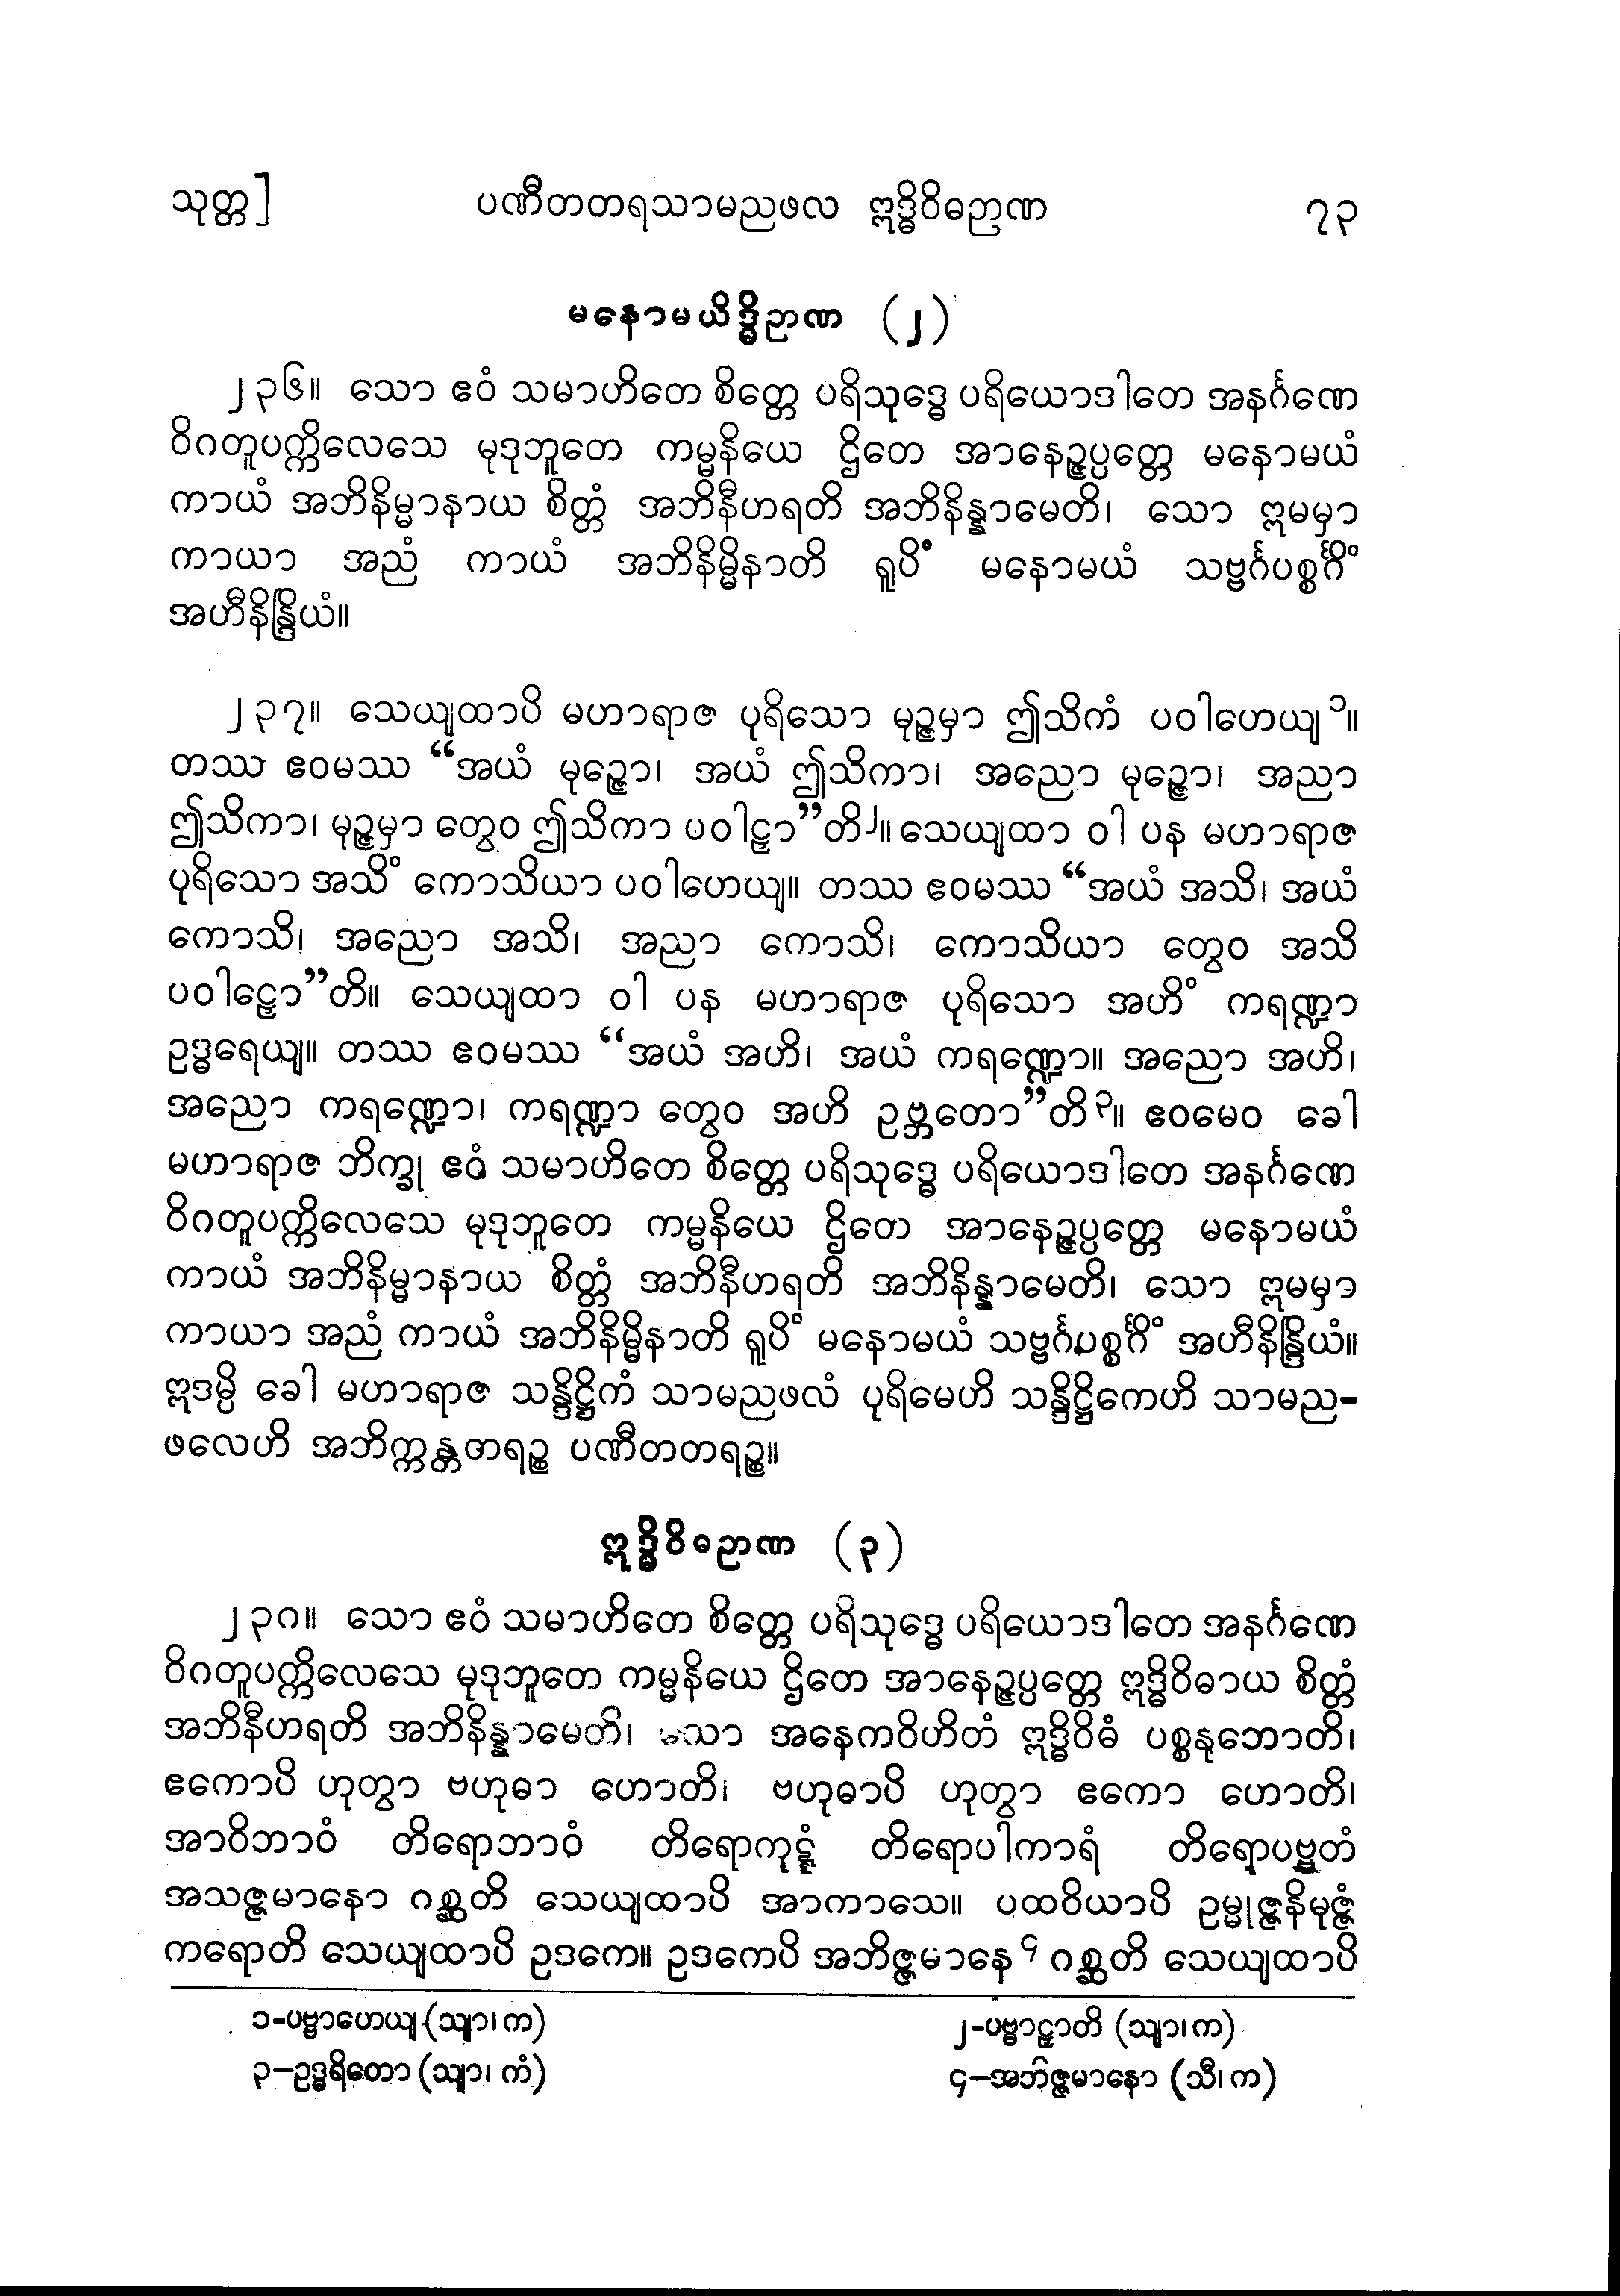 သုတ္တ] ပဏီတတရသာမညဖလ ဣဒ္ဓိဝိဓဉာဏ ၇၃
မနောမယိဒ္ဓိဉာဏ (၂)
၂၃၆။ သော ဧဝံ သမာဟိတေ စိတ္တေ ပရိသုဒ္ဓေ ပရိယောဒါတေ အနင်္ဂဏေ
ဝိဂတူပက္ကိလေသေ မုဒုဘူတေ ကမ္မနိယေ ဌိတေ အာနေဉ္ဇပ္ပတ္တေ မနောမယံ
ကာယံ အဘိနိမ္မာနာယ စိတ္တံ အဘိနီဟရတိ အဘိနိန္နာမေတိ၊ သော ဣမမှာ
ကာယာ အညံ ကာယံ အဘိနိမ္မိနာတိ ရူပိံ မနောမယံ သဗ္ဗင်္ဂပစ္စင်္ဂိံ
အဟီနိန္ဒြိယံ။
၂၃၇။ သေယျထာပိ မဟာရာဇ ပုရိသော မုဉ္ဇမှာ ဤသိကံ ပဝါဟေယျ၁။
တဿ ဧဝမဿ “အယံ မုဉ္ဇော၊ အယံ ဤသိကာ၊ အညော မုဉ္ဇော၊ အညာ
ဤသိကာ၊ မုဉ္ဇမှာ တွေဝ ဤသိကာ ပဝါဠှာ”တိ၂။ သေယျထာ ဝါ ပန မဟာရာဇ
ပုရိသော အသိံ ကောသိယာ ပဝါဟေယျ။ တဿ ဧဝမဿ “အယံ အသိ၊ အယံ
ကောသိ၊ အညော အသိ၊ အညာ ကောသိ၊ ကောသိယာ တွေဝ အသိ
ပဝါဠှော”တိ။ သေယျထာ ဝါ ပန မဟာရာဇ ပုရိသော အဟိံ ကရဏ္ဍာ
ဥဒ္ဓရေယျ။ တဿ ဧဝမဿ “အယံ အဟိ၊ အယံ ကရဏ္ဍော။ အညော အဟိ၊
အညော ကရဏ္ဍော၊ ကရဏ္ဍာ တွေဝ အဟိ ဥဗ္ဘတော”တိ၃။ ဧဝမေဝ ခေါ
မဟာရာဇ ဘိက္ခု ဧဝံ သမာဟိတေ စိတ္တေ ပရိသုဒ္ဓေ ပရိယောဒါတေ အနင်္ဂဏေ
ဝိဂတူပက္ကိလေသေ မုဒုဘူတေ ကမ္မနိယေ ဌိတေ အာနေဉ္ဇပ္ပတ္တေ မနောမယံ
ကာယံ အဘိနိမ္မာနာယ စိတ္တံ အဘိနီဟရတိ အဘိနိန္နာမေတိ၊ သော ဣမမှာ
ကာယာ အညံ ကာယံ အဘိနိမ္မိနာတိ ရူပိံ မနောမယံ သဗ္ဗင်္ဂပစ္စင်္ဂိံ အဟီနိန္ဒြိယံ။
ဣဒမ္ပိ ခေါ မဟာရာဇ သန္ဒိဋ္ဌိကံ သာမညဖလံ ပုရိမေဟိ သန္ဒိဋ္ဌိကေဟိ သာမည-
ဖလေဟိ အဘိက္ကန္တတရဉ္စ ပဏီတတရဉ္စ။
ဣဒ္ဓိဝိဓဉာဏ (၃)
၂၃၈။ သော ဧဝံ သမာဟိတေ စိတ္တေ ပရိသုဒ္ဓေ ပရိယောဒါတေ အနင်္ဂဏေ
ဝိဂတူပက္ကိလေသေ မုဒုဘူတေ ကမ္မနိယေ ဌိတေ အာနေဉ္ဇပ္ပတ္တေ ဣဒ္ဓိဝိဓာယ စိတ္တံ
အဘိနီဟရတိ အဘိနိန္နာမေတိ၊ သော အနေကဝိဟိတံ ဣဒ္ဓိဝိဓံ ပစ္စနုဘောတိ၊
ဧကောပိ ဟုတွာ ဗဟုဓာ ဟောတိ၊ ဗဟုဓာပိ ဟုတွာ ဧကော ဟောတိ၊
အာဝိဘာဝံ တိရောဘာဝံ တိရောကုဋ္ဋံ တိရောပါကာရံ တိရောပဗ္ဗတံ
အသဇ္ဇမာနော ဂစ္ဆတိ သေယျထာပိ အာကာသေ။ ပထဝိယာပိ ဥမ္မုဇ္ဇနိမုဇ္ဇံ
ကရောတိ သေယျထာပိ ဥဒကေ။ ဥဒကေပိ အဘိဇ္ဇမာနေ၄ ဂစ္ဆတိ သေယျထာပိ
၁-ပဗ္ဗာဟေယျ (သျာ၊ က) ၂-ပဗ္ဗာဠှာတိ (သျာ၊ က)
၃-ဥဒ္ဓရိတော (သျာ၊ ကံ) ၄-အဘိဇ္ဇမာနော (သီ၊ က)